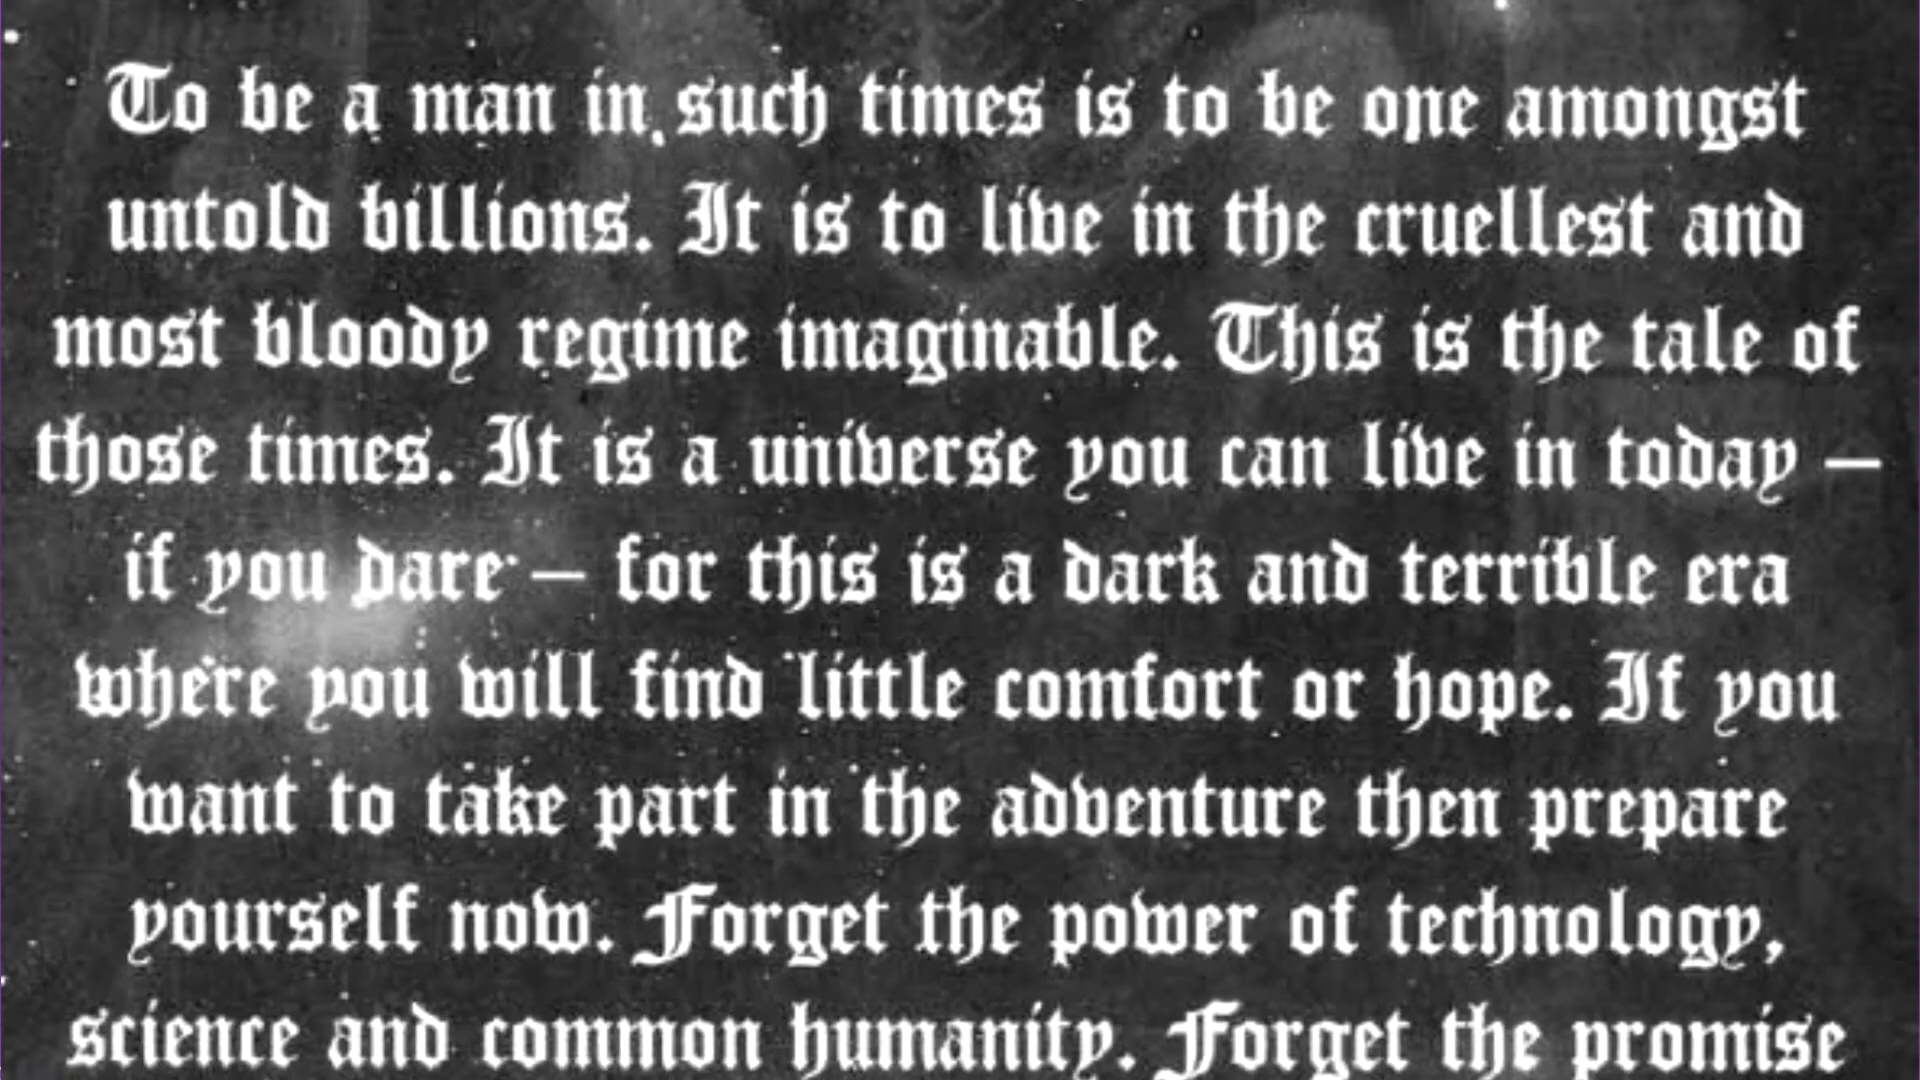 To be a man in such times is to be one amongst
untold billions. It is to live in the cruellest and
most bloody regime imaginable. This is the tale of
those times. It is a universe you can live in today —
if you dare — for this is a dark and terrible era
where you will find little comfort or hope. If you
want to take part in the adventure then prepare
yourself now. Forget the power of technology,
science and common humanity. Forget the promise